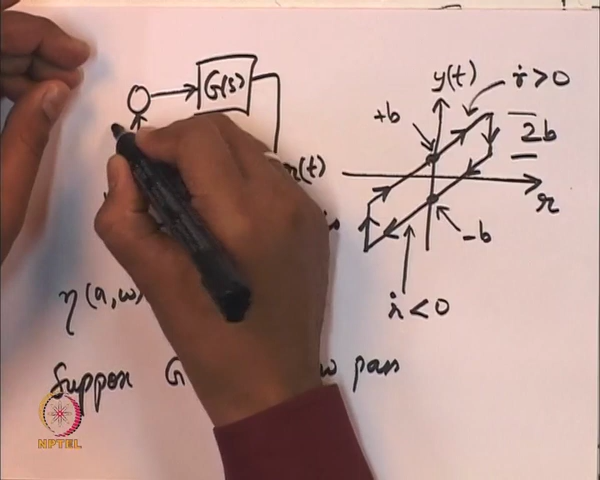 G(s)
y(t)
ṙ>0
+b
2b
r(t)
r
-b
η(a,ω)
ṙ<0
Suppose G pass
NPTEL